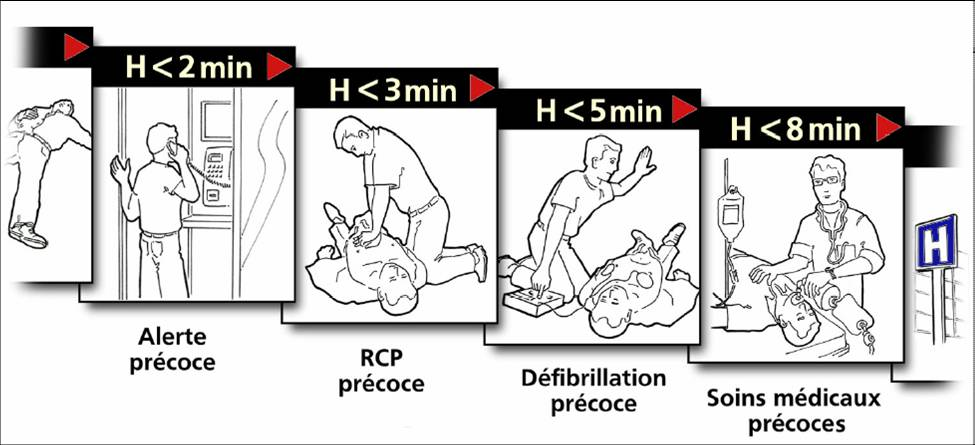 H < 2 min
H < 3 min
H < 5 min
H < 8 min
H
Alerte
précoce
RCP
précoce
Défibrillation
précoce
Soins médicaux
précoces